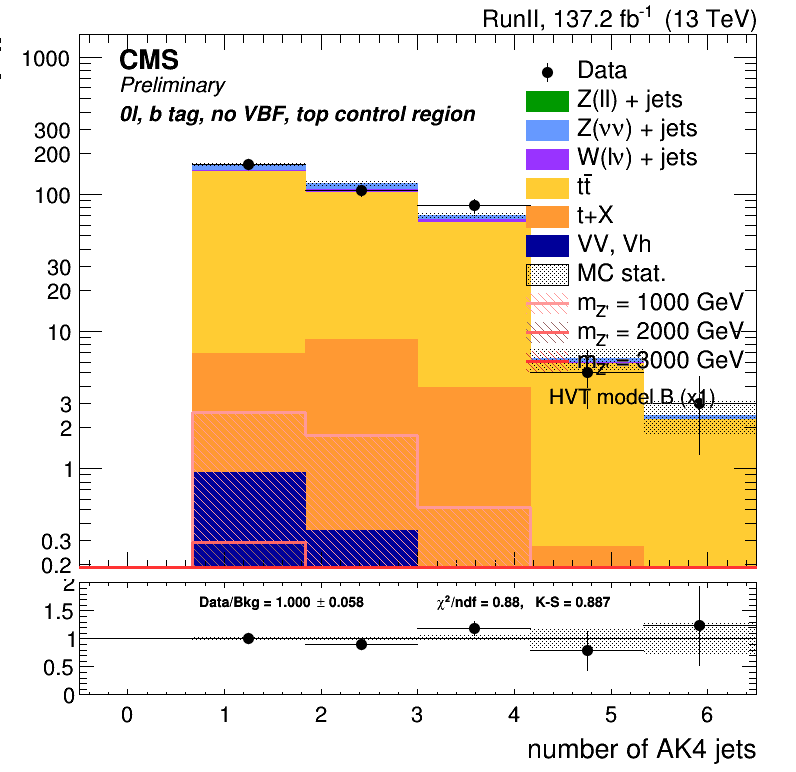 RunII, 137.2 fb⁻¹ (13 TeV)
CMS
Preliminary
0l, b tag, no VBF, top control region
Data
Z(ll) + jets
Z(νν) + jets
W(lν) + jets
tt̄
t+X
VV, Vh
MC stat.
m_Z' = 1000 GeV
m_Z' = 2000 GeV
m_Z' = 3000 GeV
HVT model B (x1)
1000
300
200
100
30
20
10
3
2
1
0.3
0.2
Data/Bkg = 1.000 ± 0.058
χ²/ndf = 0.88, K-S = 0.887
2
1.5
1
0.5
0
0 1 2 3 4 5 6
number of AK4 jets